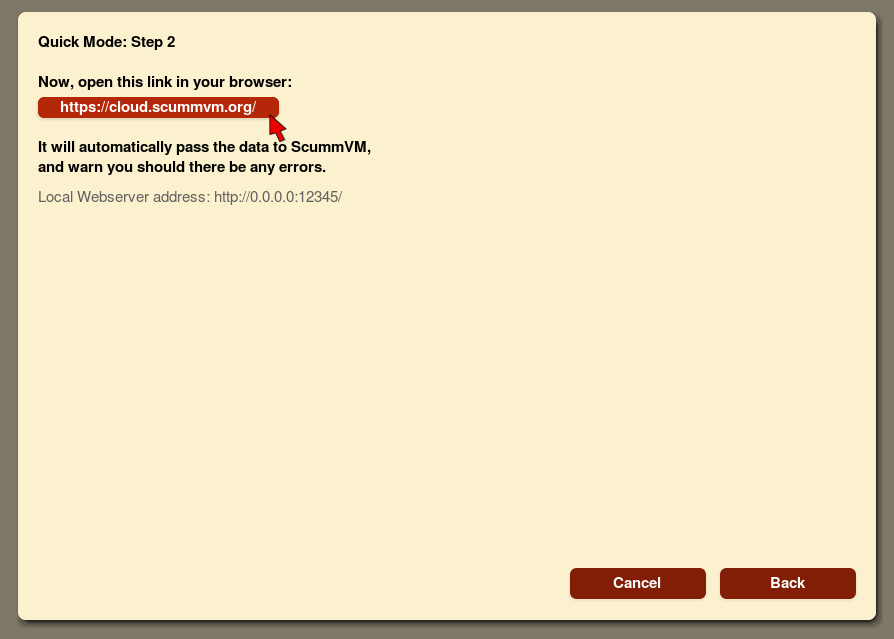 Quick Mode: Step 2
Now, open this link in your browser:
https://cloud.scummvm.org/
It will automatically pass the data to ScummVM,
and warn you should there be any errors.
Local Webserver address: http://0.0.0.0:12345/
Cancel
Back